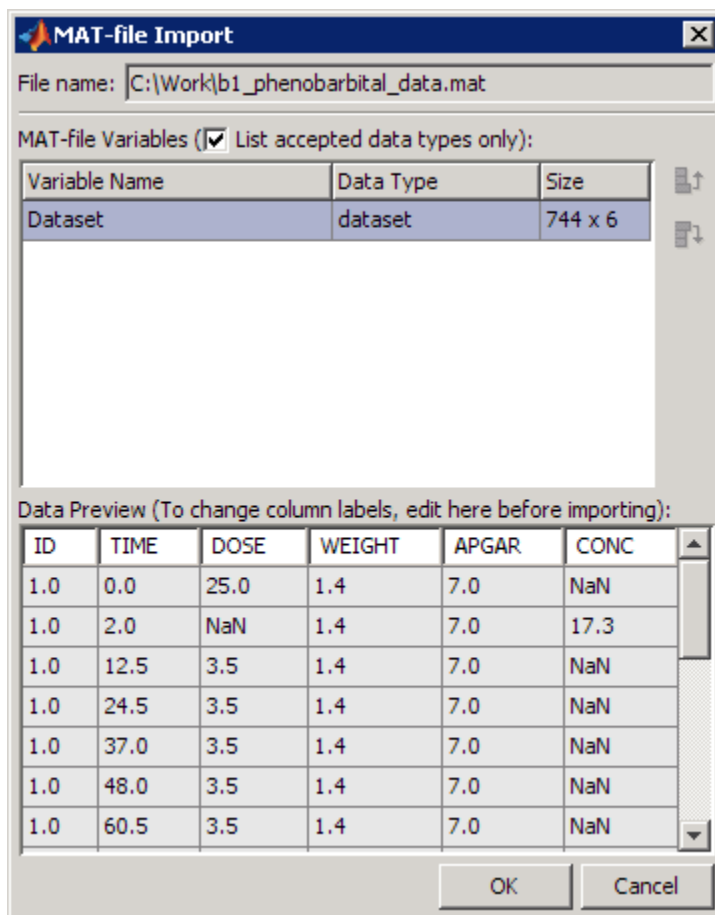 MAT-file Import
File name: C:\Work\b1_phenobarbital_data.mat
MAT-file Variables (List accepted data types only):
Variable Name Data Type Size
Dataset dataset 744 x 6
Data Preview (To change column labels, edit here before importing):
ID TIME DOSE WEIGHT APGAR CONC
1.0 0.0 25.0 1.4 7.0 NaN
1.0 2.0 NaN 1.4 7.0 17.3
1.0 12.5 3.5 1.4 7.0 NaN
1.0 24.5 3.5 1.4 7.0 NaN
1.0 37.0 3.5 1.4 7.0 NaN
1.0 48.0 3.5 1.4 7.0 NaN
1.0 60.5 3.5 1.4 7.0 NaN
OK Cancel